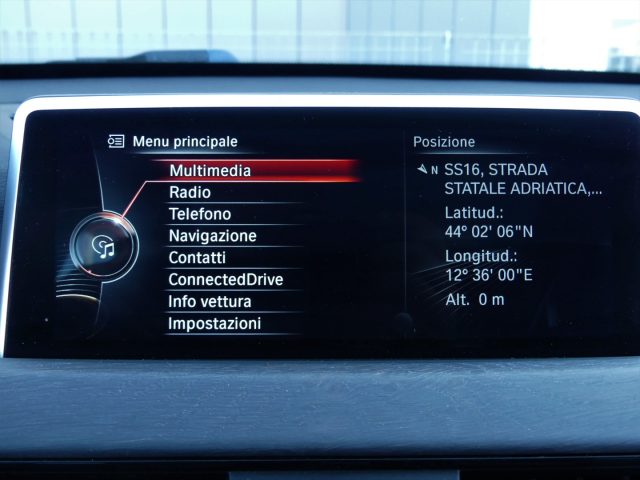 Menu principale
Multimedia
Radio
Telefono
Navigazione
Contatti
ConnectedDrive
Info vettura
Impostazioni
Posizione
N SS16, STRADA
STATALE ADRIATICA,...
Latitud.:
44° 02' 06"N
Longitud.:
12° 36' 00"E
Alt. 0 m